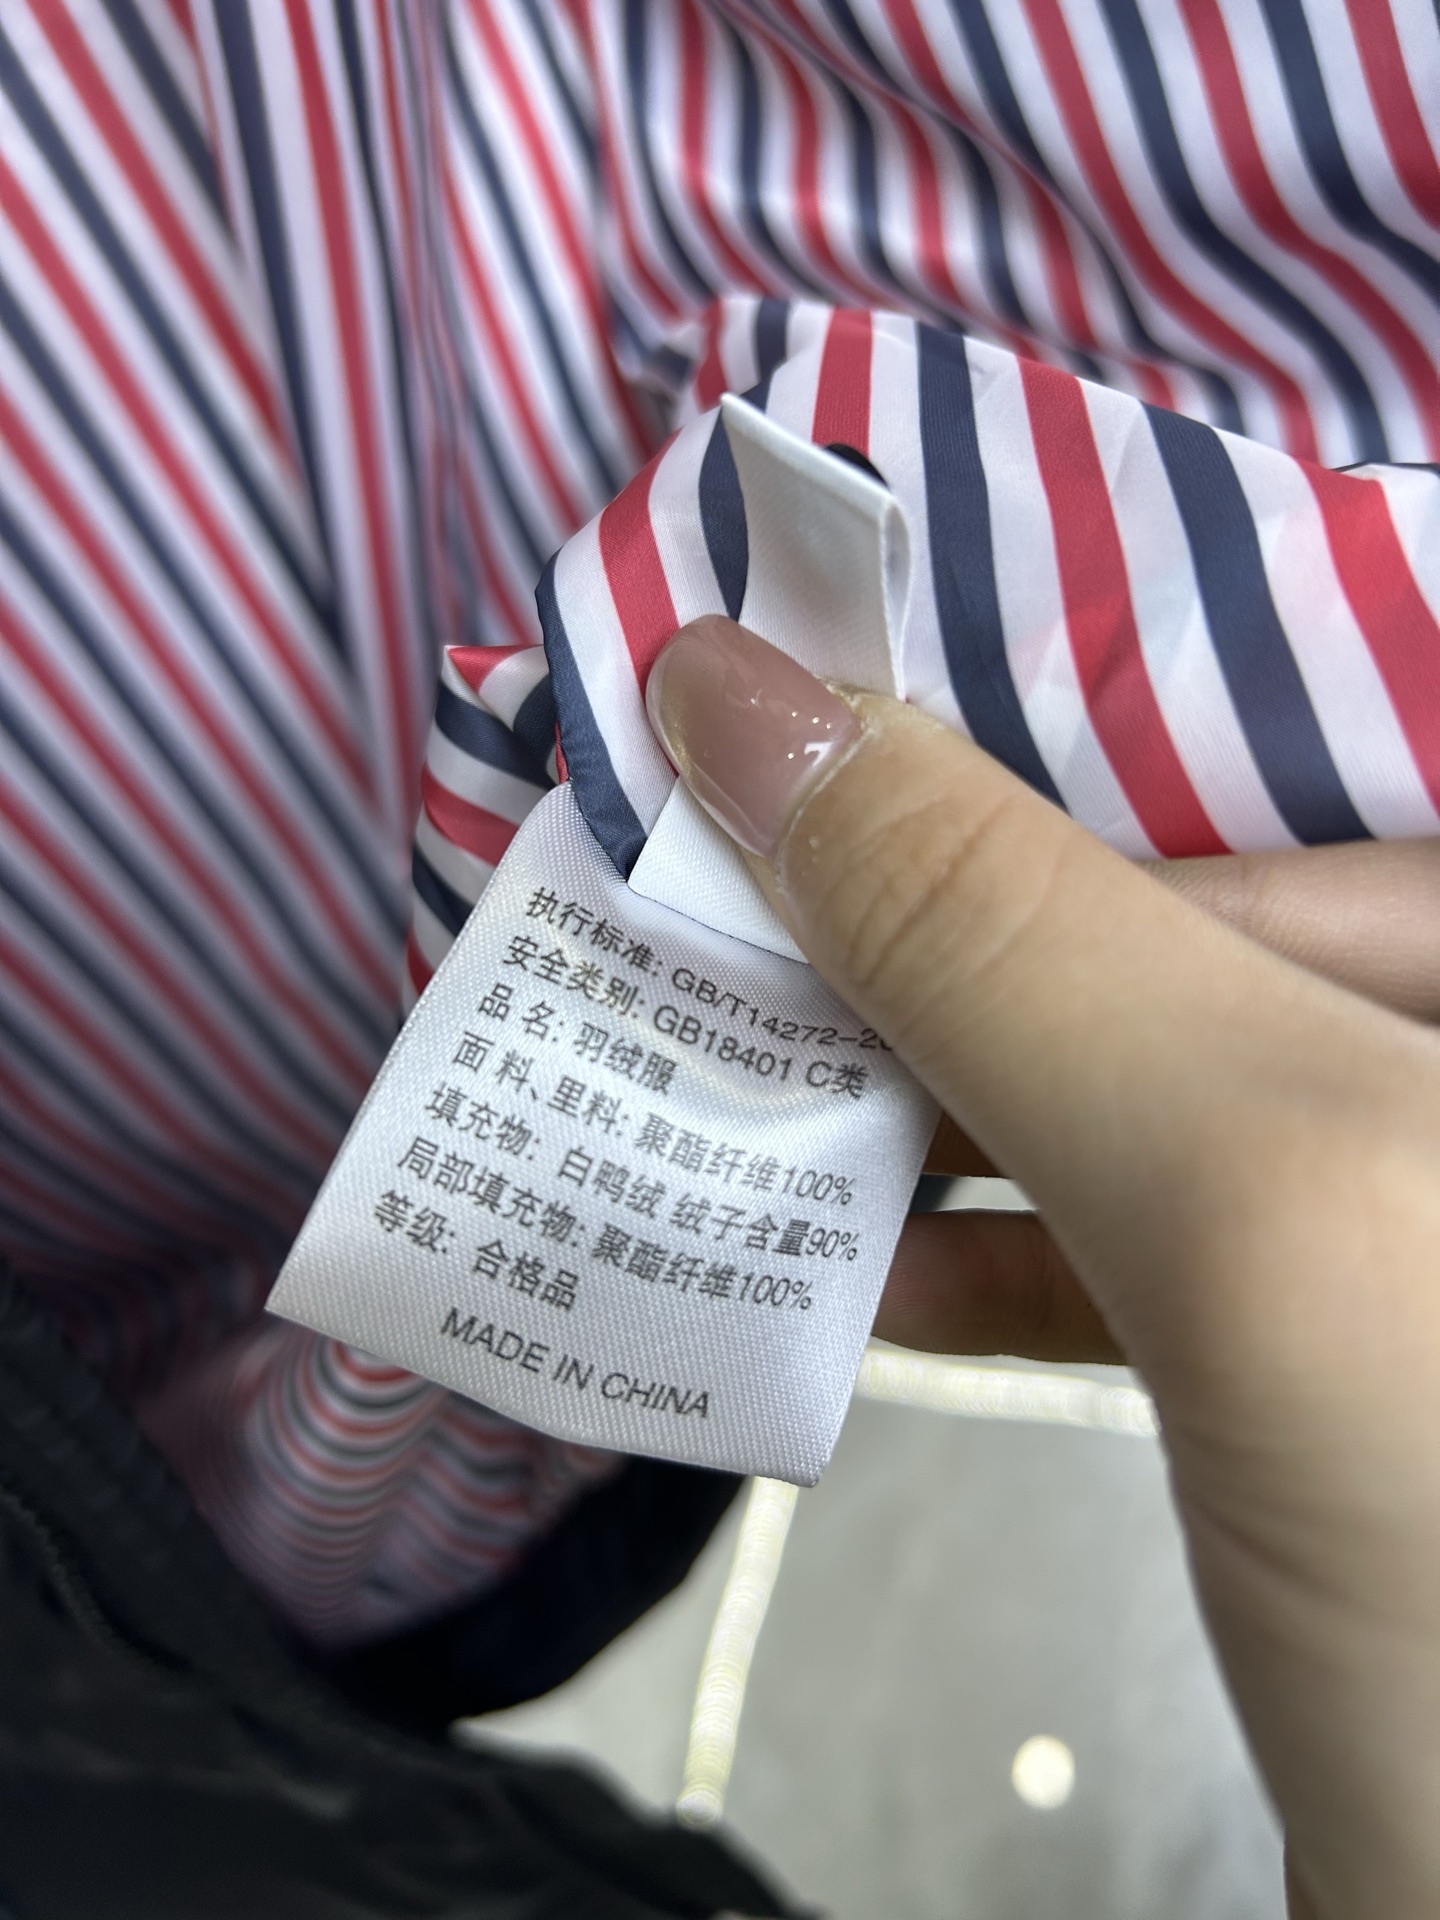 执行标准: GB/T14272-20
安全类别: GB18401 C类
品 名: 羽绒服
面 料、里料: 聚酯纤维100%
填充物: 白鸭绒 绒子含量90%
局部填充物: 聚酯纤维100%
等级: 合格品
MADE IN CHINA